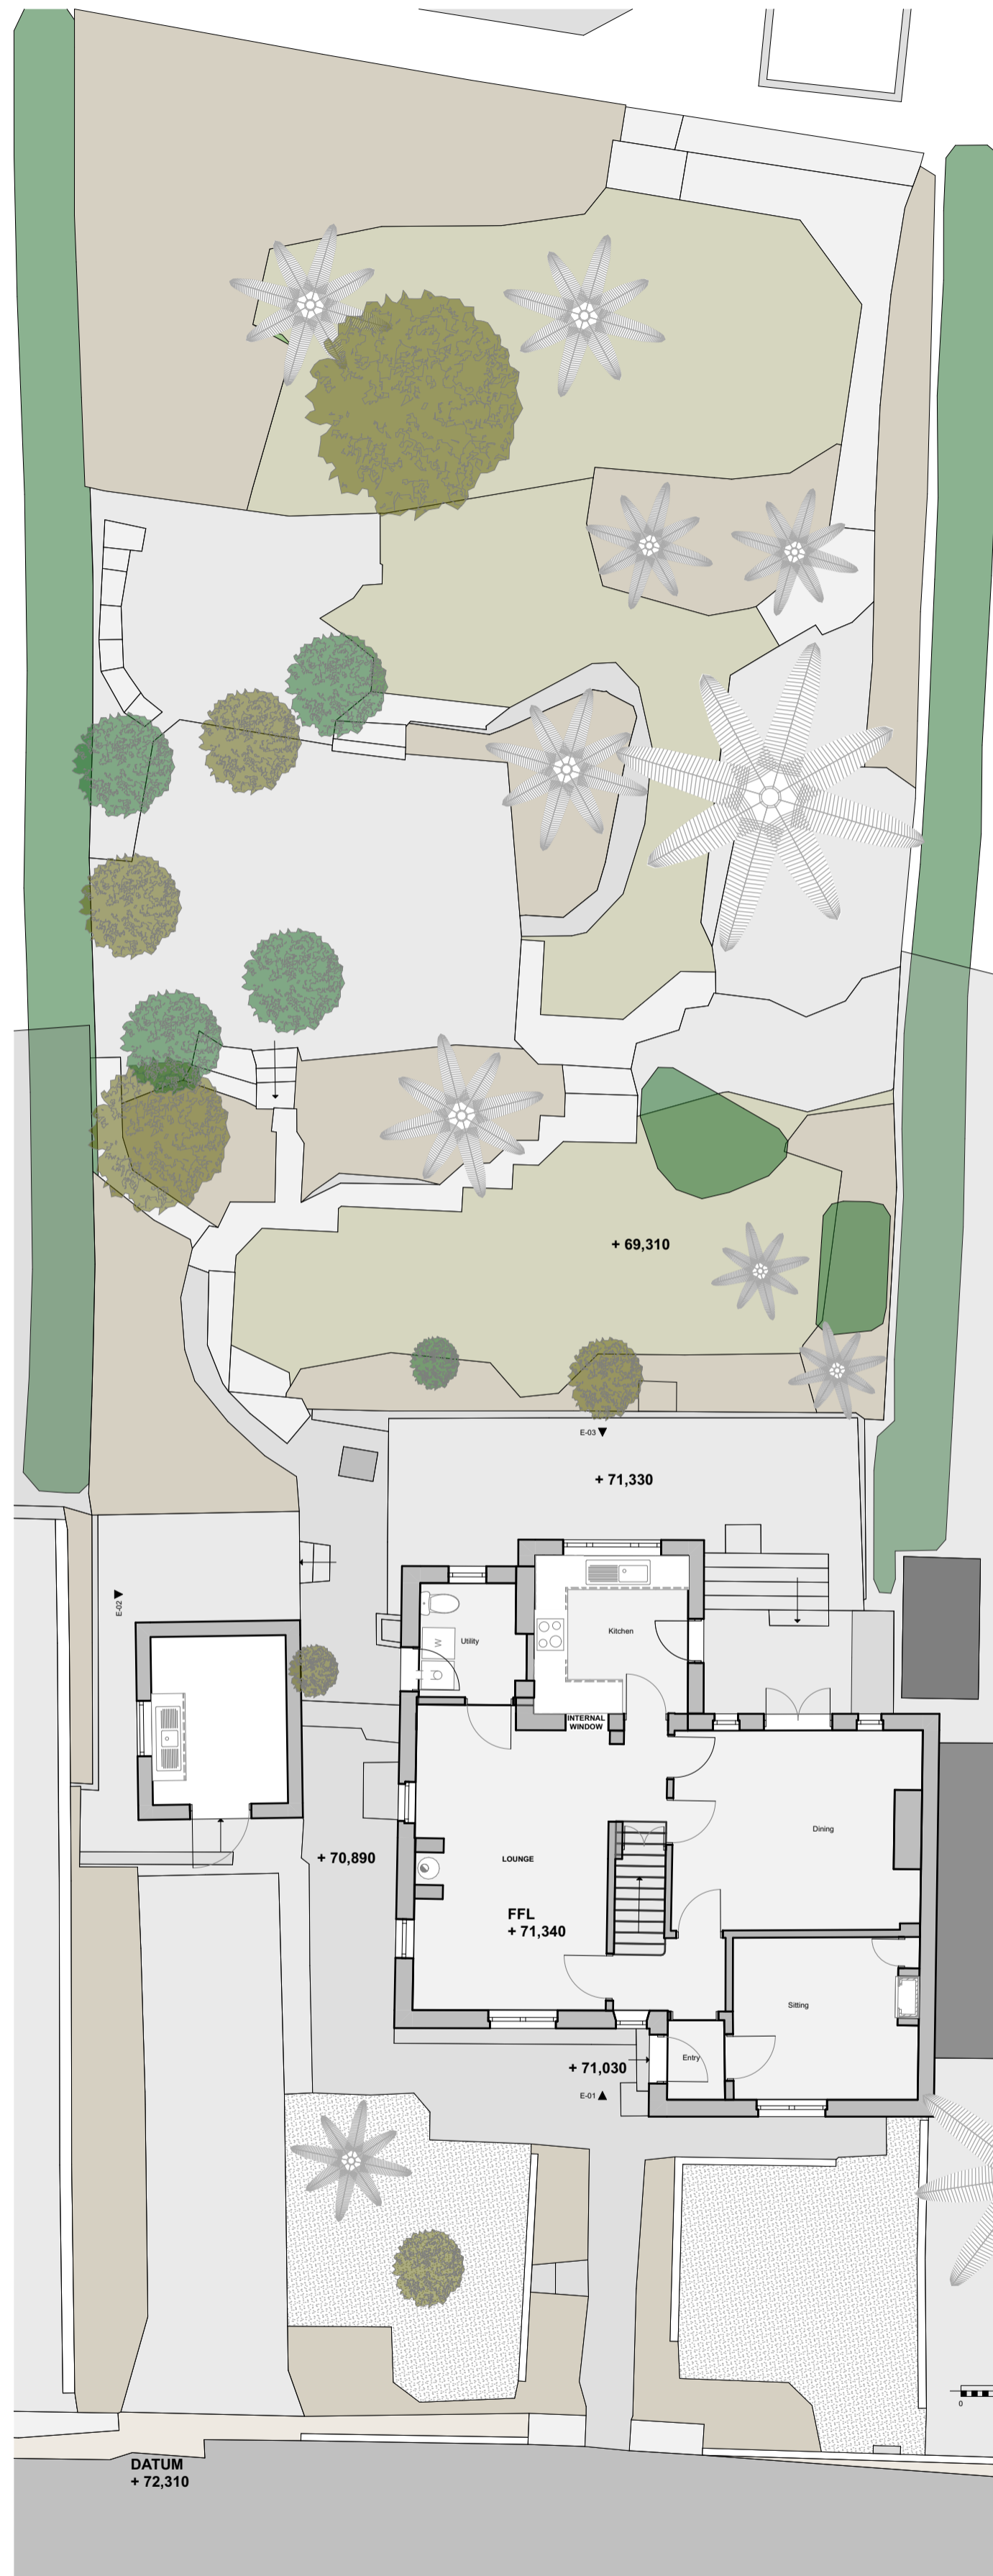 + 69,310
E-03
+ 71,330
E-02
Utility
Kitchen
W
INTERNAL
WINDOW
Dining
+ 70,890
LOUNGE
FFL
+ 71,340
Sitting
+ 71,030
Entry
E-01
0
DATUM
+ 72,310